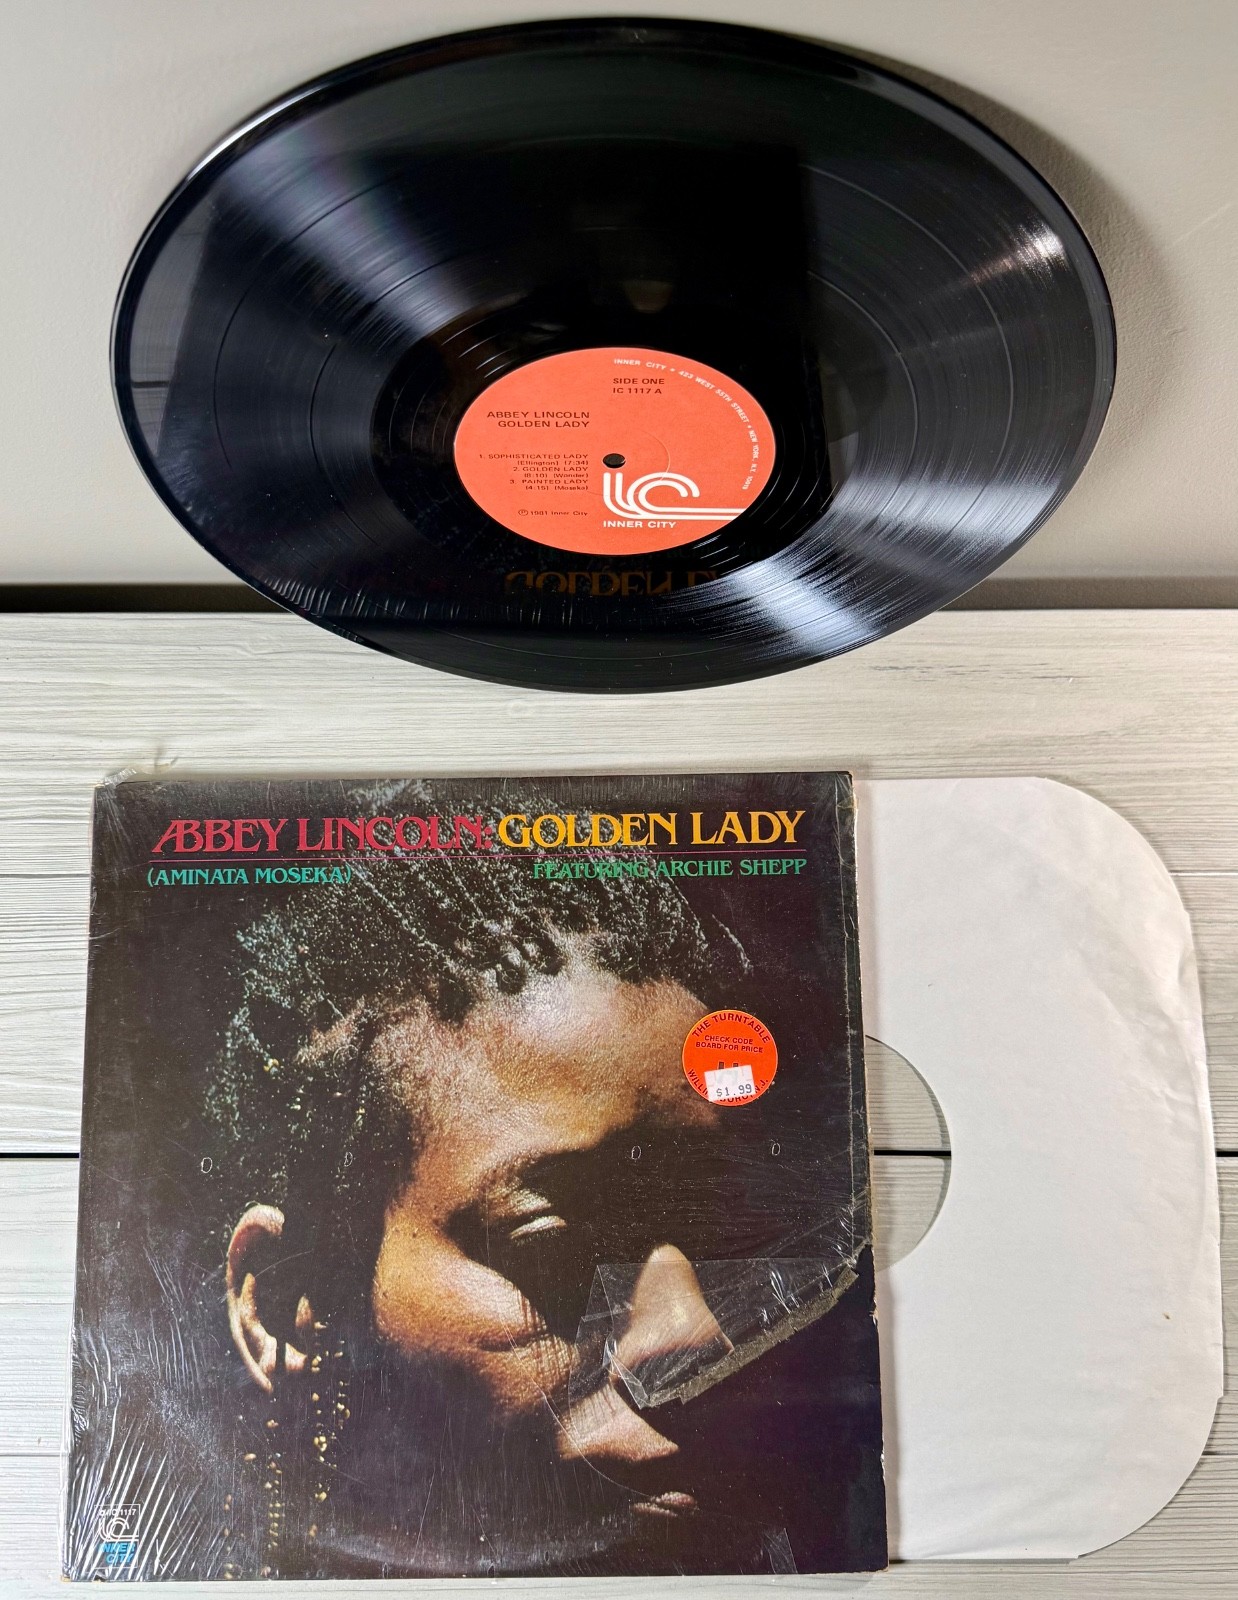 INNER CITY • 423 WEST 55TH STREET • NEW YORK, N.Y. 10019
SIDE ONE
IC 1117 A
ABBEY LINCOLN
GOLDEN LADY
1. SOPHISTICATED LADY
(Ellington) (7:34)
2. GOLDEN LADY
(8:10) (Wonder)
3. PAINTED LADY
(4:15) (Moseka)
Ⓟ 1981 Inner City
INNER CITY
GOLDEN
ABBEY LINCOLN: GOLDEN LADY
(AMINATA MOSEKA)
FEATURING ARCHIE SHEPP
THE TURNTABLE
CHECK CODE
BOARD FOR PRICE
$1.99
N.J.
1117
INNER
CITY